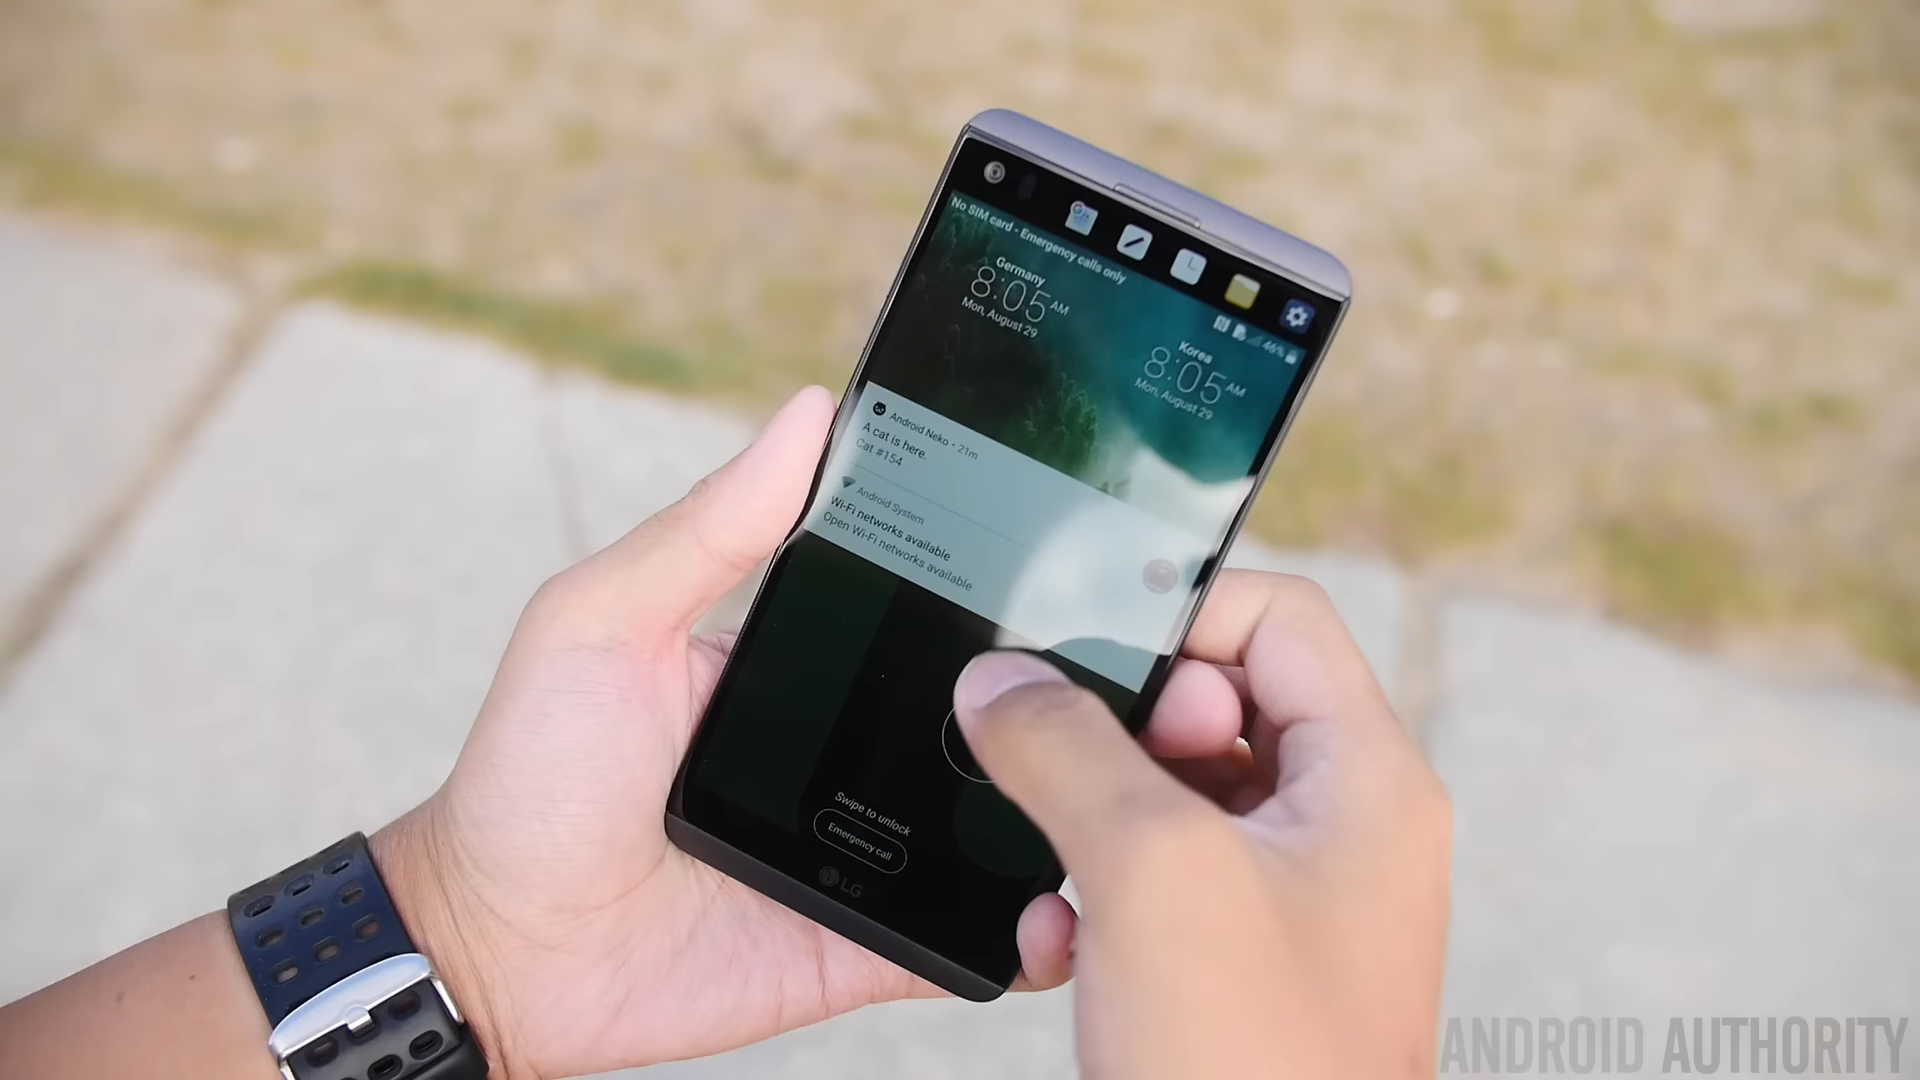 No SIM card - Emergency calls only
46%
Germany
8:05 AM
Mon, August 29
Korea
8:05 AM
Mon, August 29
Android Neko • 21m
A cat is here.
Cat #154
Android System
Wi-Fi networks available
Open Wi-Fi networks available
Swipe to unlock
Emergency call
LG
ANDROID AUTHORITY